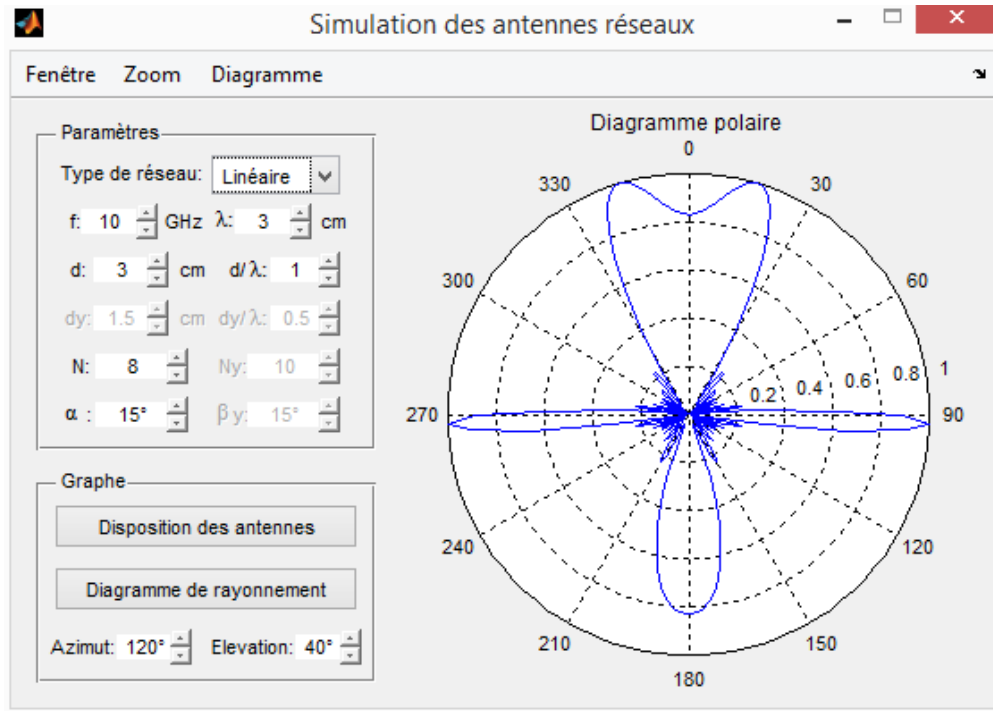 Simulation des antennes réseaux
Fenêtre Zoom Diagramme
Paramètres
Type de réseau: Linéaire
f: 10 GHz λ: 3 cm
d: 3 cm d/λ: 1
dy: 1.5 cm dy/λ: 0.5
N: 8 Ny: 10
α : 15° β y: 15°
Graphe
Disposition des antennes
Diagramme de rayonnement
Azimut: 120° Elevation: 40°
Diagramme polaire
0
330 30
300 60
0.2 0.4 0.6 0.8 1
270 90
240 120
210 150
180